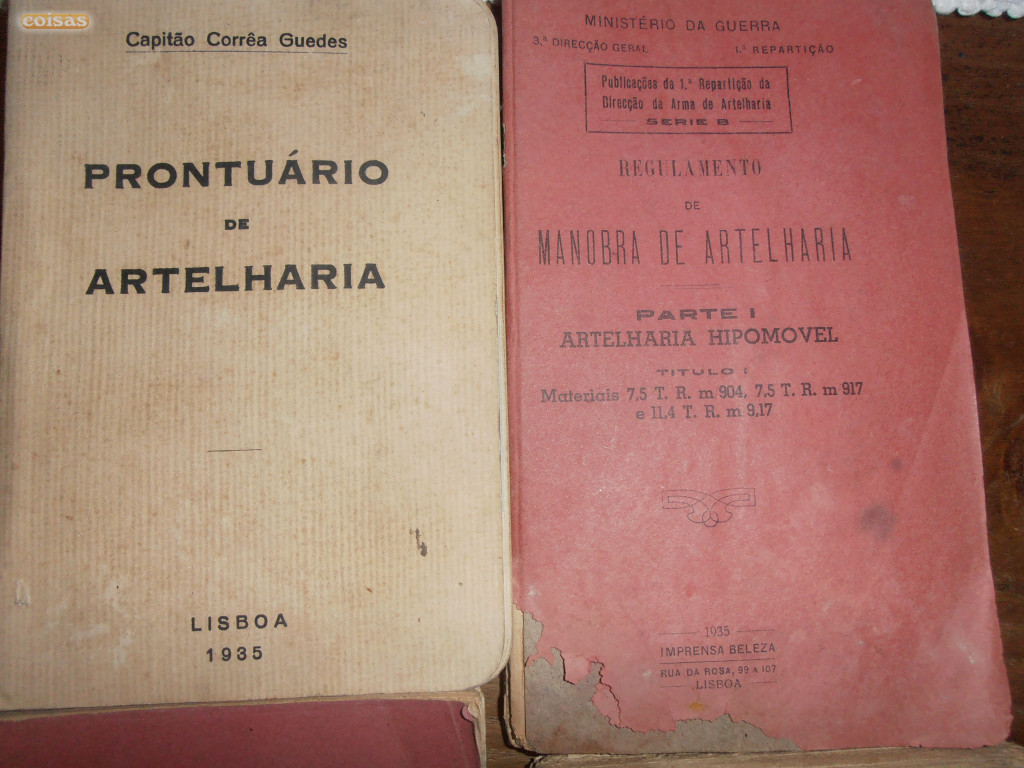 coisas
Capitão Corrêa Guedes
PRONTUÁRIO
DE
ARTELHARIA
LISBOA
1935
MINISTÉRIO DA GUERRA
3.ª DIRECÇÃO GERAL 1.ª REPARTIÇÃO
Publicações da 1.ª Repartição da
Direcção da Arma de Artelharia
SERIE B
REGULAMENTO
DE
MANOBRA DE ARTELHARIA
PARTE I
ARTELHARIA HIPOMOVEL
TITULO I
Materiais 7,5 T. R. m/904, 7,5 T. R. m/917
e 11,4 T. R. m/9,17
1935
IMPRENSA BELEZA
RUA DA ROSA, 99 A 107
LISBOA